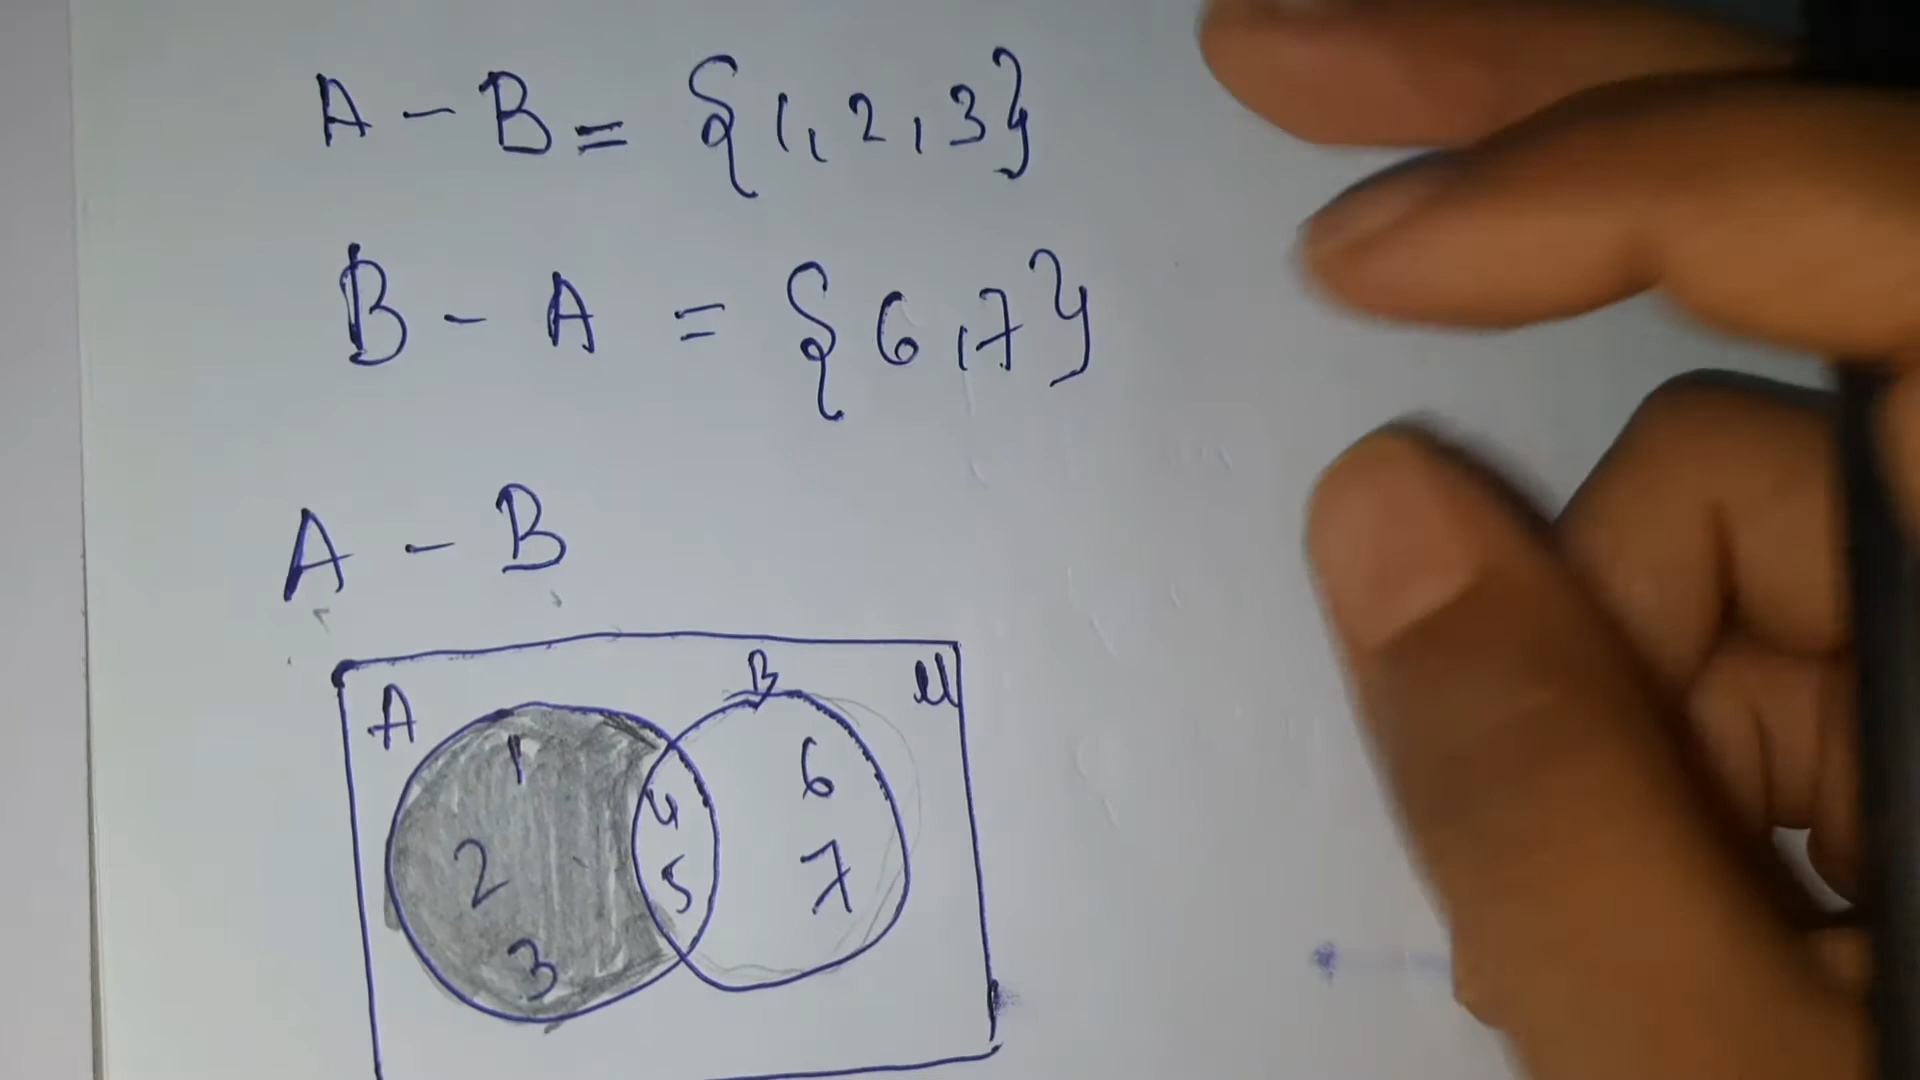 A - B = {1, 2, 3}
B - A = {6, 7}
A - B
A B U
1 4 6
2 5 7
3